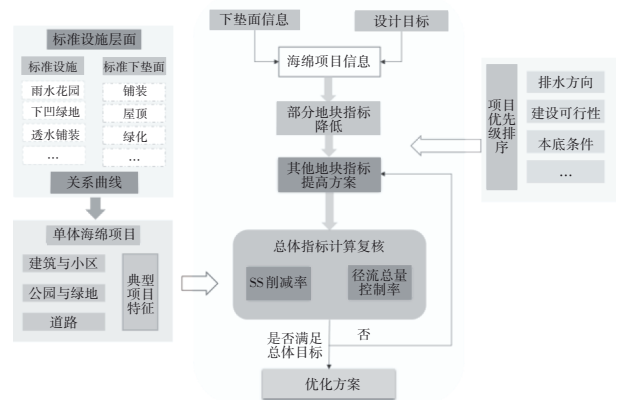 标准设施层面
标准设施
标准下垫面
雨水花园
下凹绿地
透水铺装
…
铺装
屋顶
绿化
…
关系曲线
单体海绵项目
建筑与小区
公园与绿地
道路
典型
项目
特征
下垫面信息
设计目标
海绵项目信息
部分地块指标
降低
其他地块指标
提高方案
总体指标计算复核
SS削减率
径流总量
控制率
是否满足
总体目标
否
优化方案
项目
优先
级排
序
排水方向
建设可行性
本底条件
…